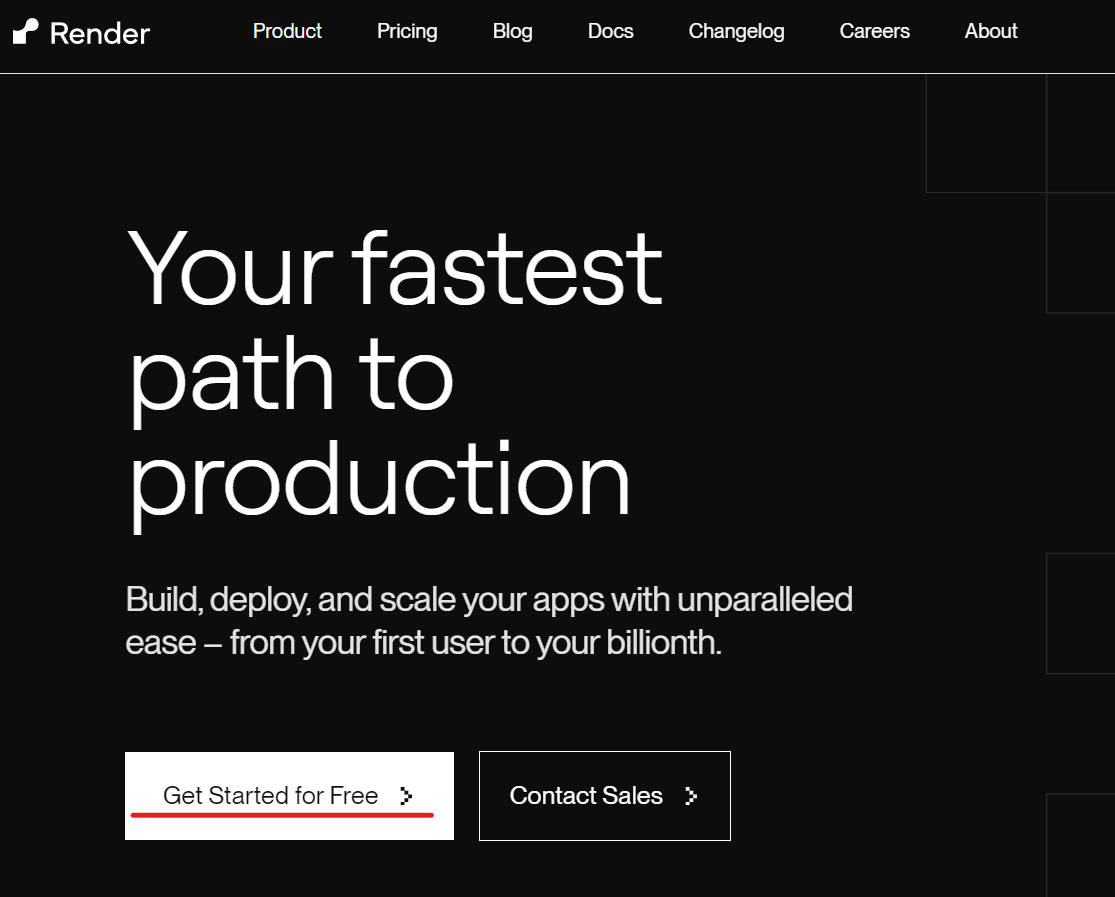 Render Product Pricing Blog Docs Changelog Careers About
Your fastest
path to
production
Build, deploy, and scale your apps with unparalleled
ease – from your first user to your billionth.
Get Started for Free Contact Sales